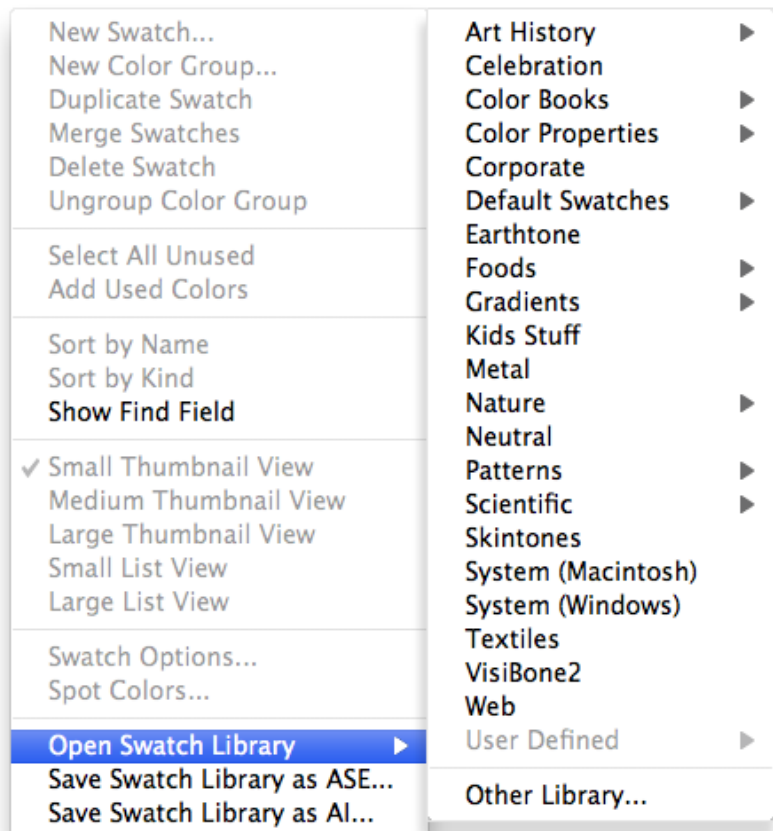 New Swatch...
New Color Group...
Duplicate Swatch
Merge Swatches
Delete Swatch
Ungroup Color Group
Select All Unused
Add Used Colors
Sort by Name
Sort by Kind
Show Find Field
✓ Small Thumbnail View
Medium Thumbnail View
Large Thumbnail View
Small List View
Large List View
Swatch Options...
Spot Colors...
Open Swatch Library
Save Swatch Library as ASE...
Save Swatch Library as AI...
Art History
Celebration
Color Books
Color Properties
Corporate
Default Swatches
Earthtone
Foods
Gradients
Kids Stuff
Metal
Nature
Neutral
Patterns
Scientific
Skintones
System (Macintosh)
System (Windows)
Textiles
VisiBone2
Web
User Defined
Other Library...